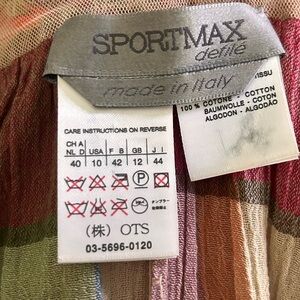 SPORTMAX
defilé
made in Italy
TISSU
100 % COTONE - COTTON
BAUMWOLLE - COTON
ALGODON - ALGODÃO
CARE INSTRUCTIONS ON REVERSE
CH A USA F B GB J I
NL D
40 10 42 12 44
(株) OTS
03-5696-0120